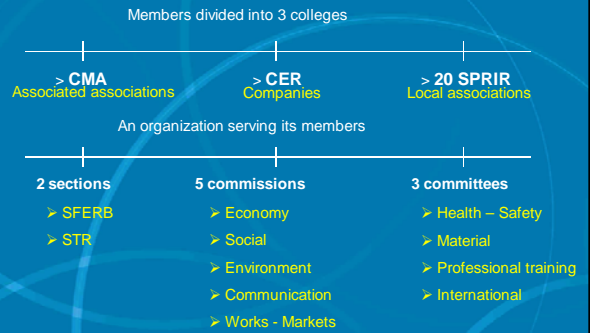 Members divided into 3 colleges
> CMA
Associated associations
> CER
Companies
> 20 SPRIR
Local associations
An organization serving its members
2 sections
➢ SFERB
➢ STR
5 commissions
➢ Economy
➢ Social
➢ Environment
➢ Communication
➢ Works - Markets
3 committees
➢ Health – Safety
➢ Material
➢ Professional training
➢ International